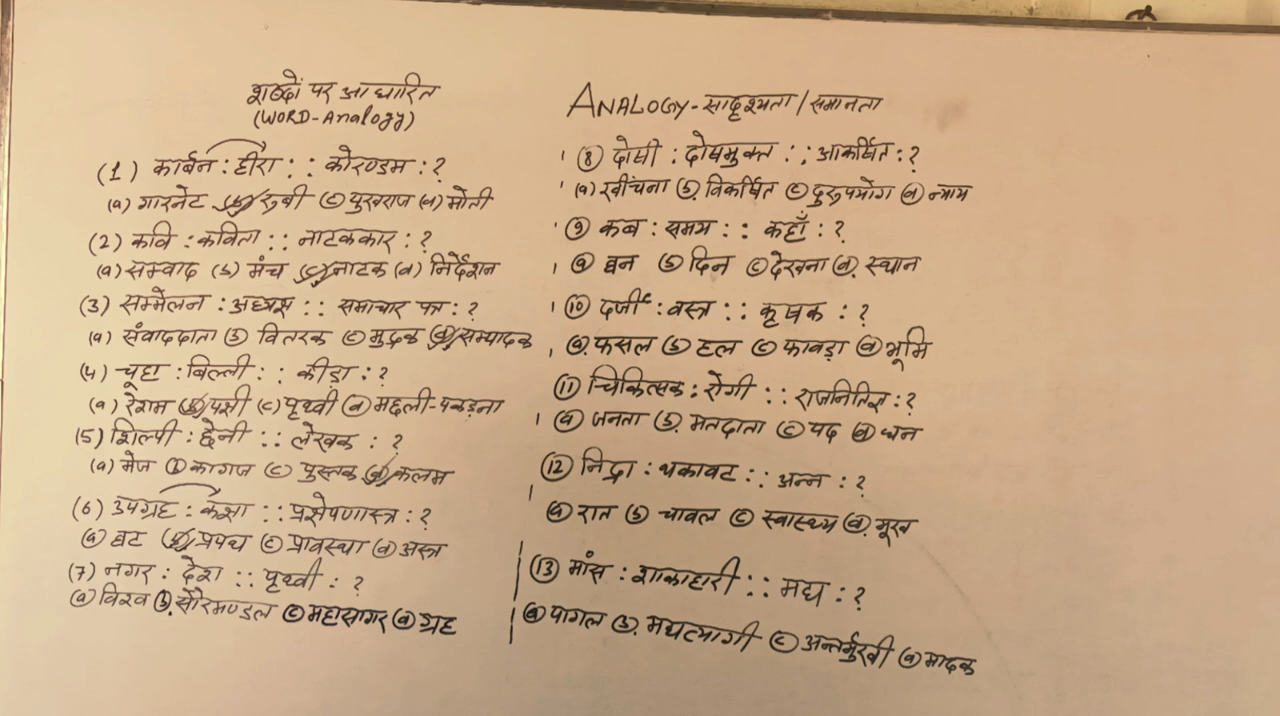 शब्दों पर आधारित
(WORD-Analogy)
(1) कार्बन : हीरा : : कोरण्डम : ?
(a) गारनेट (b) रुबी (c) पुखराज (d) मोती
(2) कवि : कविता : : नाटककार : ?
(a) सम्वाद (b) मंच (c) नाटक (d) निर्देशन
(3) सम्मेलन : अध्यक्ष : : समाचार पत्र : ?
(a) संवाददाता (b) वितरक (c) मुद्रक (d) सम्पादक
(4) चूहा : बिल्ली : : कीड़ा : ?
(a) रेशम (b) पक्षी (c) पृथ्वी (d) मछली-पकड़ना
(5) शिल्पी : छेनी : : लेखक : ?
(a) मेज (b) कागज (c) पुस्तक (d) कलम
(6) उपग्रह : कक्षा : : प्रक्षेपणास्त्र : ?
(a) घट (b) प्रपथ (c) प्रावस्था (d) अस्त्र
(7) नगर : देश : : पृथ्वी : ?
(a) विश्व (b) सौरमण्डल (c) महासागर (d) ग्रह
ANALOGY - सादृश्यता / समानता
(8) दोषी : दोषमुक्त : : आकर्षित : ?
(a) खींचना (b) विकर्षित (c) दुरुपयोग (d) न्याय
(9) कब : समय : : कहाँ : ?
(a) वन (b) दिन (c) देखना (d) स्थान
(10) दर्जी : वस्त्र : : कृषक : ?
(a) फसल (b) हल (c) फावड़ा (d) भूमि
(11) चिकित्सक : रोगी : : राजनितिज्ञ : ?
(a) जनता (b) मतदाता (c) पद (d) धन
(12) निद्रा : थकावट : : अन्न : ?
(a) रात (b) चावल (c) स्वास्थ्य (d) भूख
(13) मांस : शाकाहारी : : मद्य : ?
(a) पागल (b) मद्यत्यागी (c) अन्तर्मुखी (d) मादक